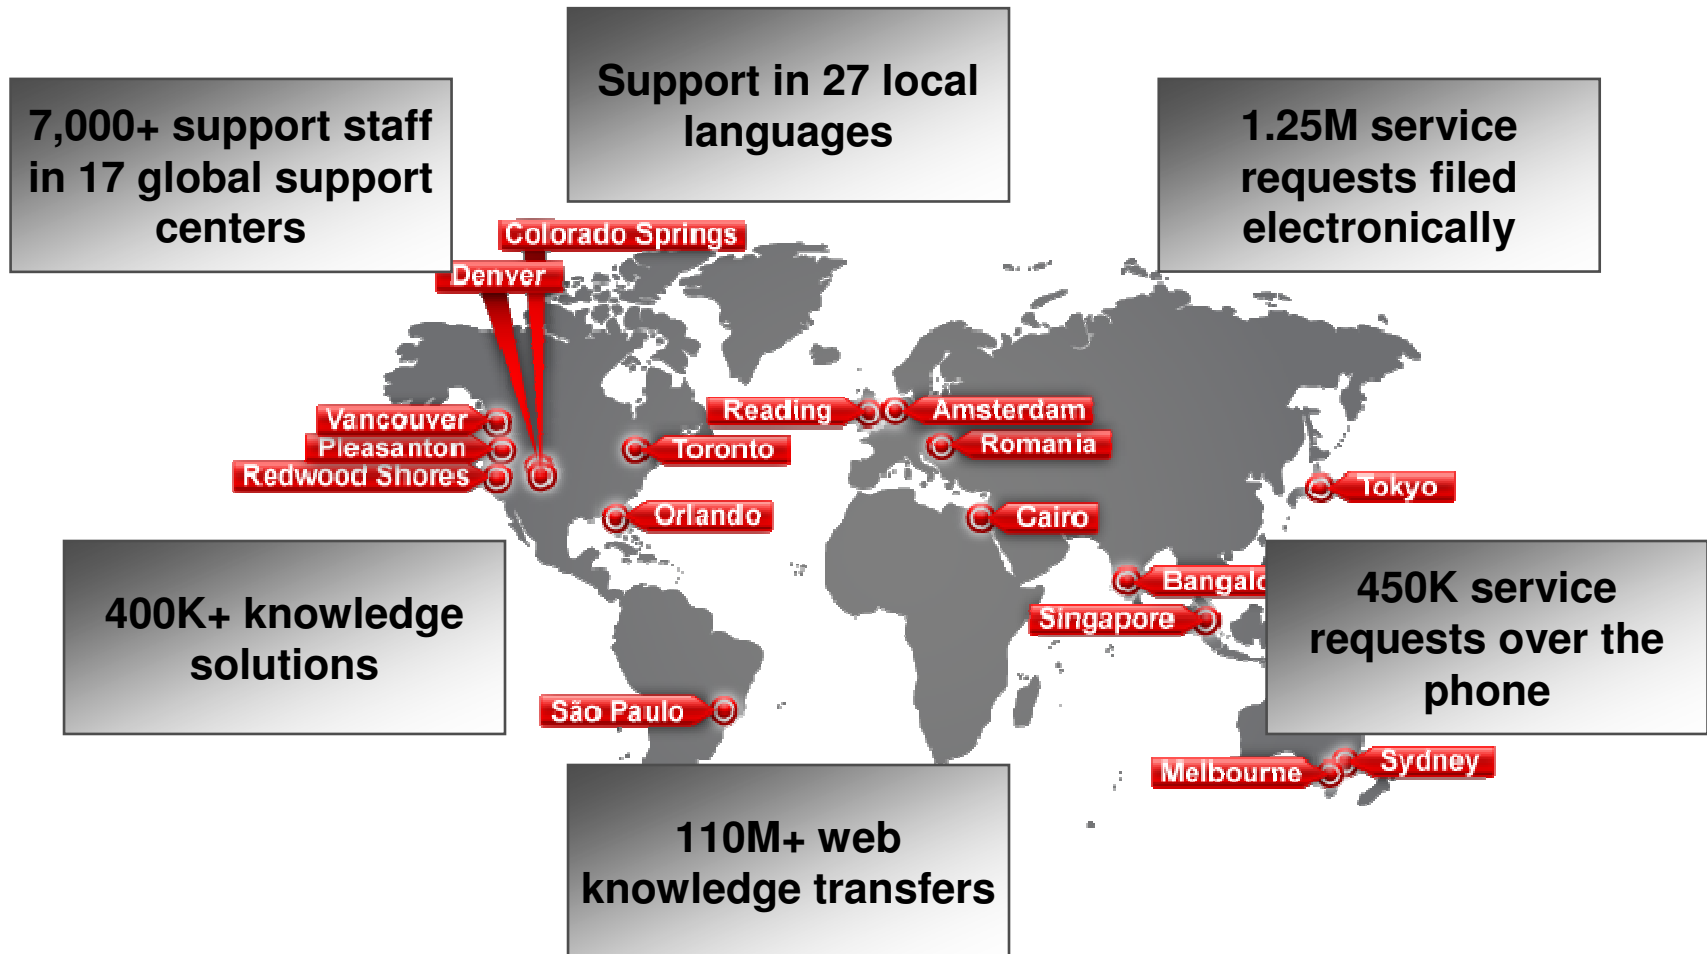 Support in 27 local
languages
7,000+ support staff
in 17 global support
centers
1.25M service
requests filed
electronically
Colorado Springs
Denver
Vancouver
Pleasanton
Redwood Shores
Toronto
Orlando
Reading
Amsterdam
Romania
Cairo
Tokyo
Bangalo
Singapore
400K+ knowledge
solutions
450K service
requests over the
phone
São Paulo
Melbourne
Sydney
110M+ web
knowledge transfers